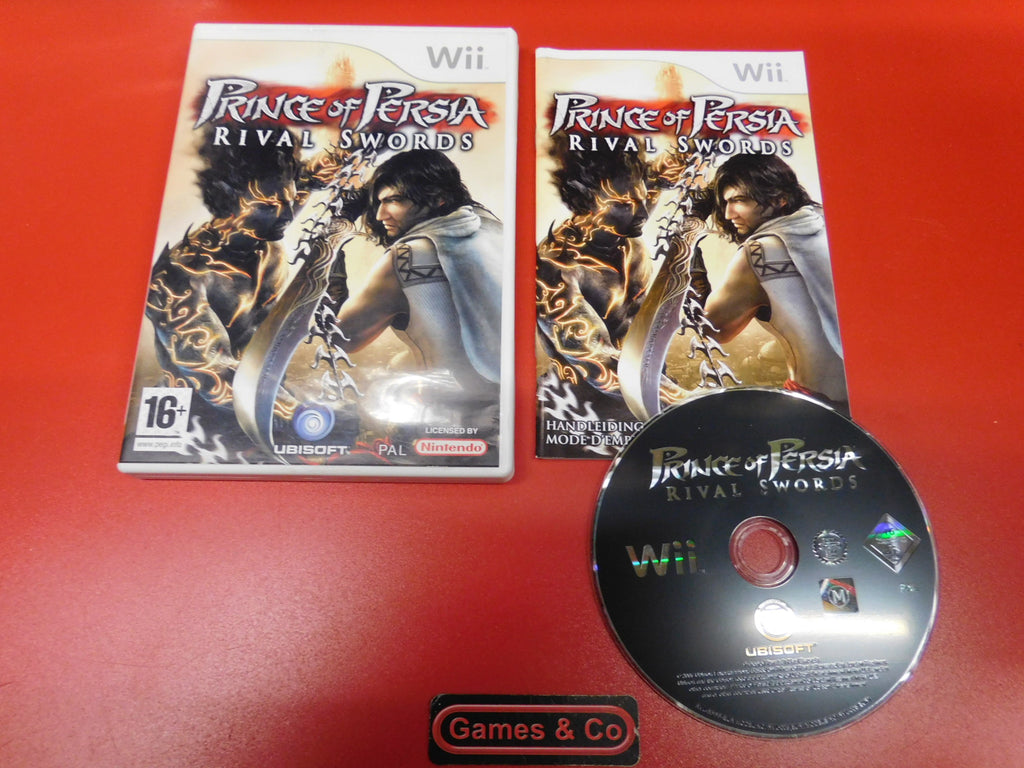 Wii
PRINCE OF PERSIA
RIVAL SWORDS
16+
www.pegi.info
UBISOFT
PAL
LICENSED BY
Nintendo
Wii
PRINCE OF PERSIA
RIVAL SWORDS
HANDLEIDING
MODE D'EMP
PRINCE OF PERSIA
RIVAL SWORDS
Wii
M
UBISOFT
Games & Co